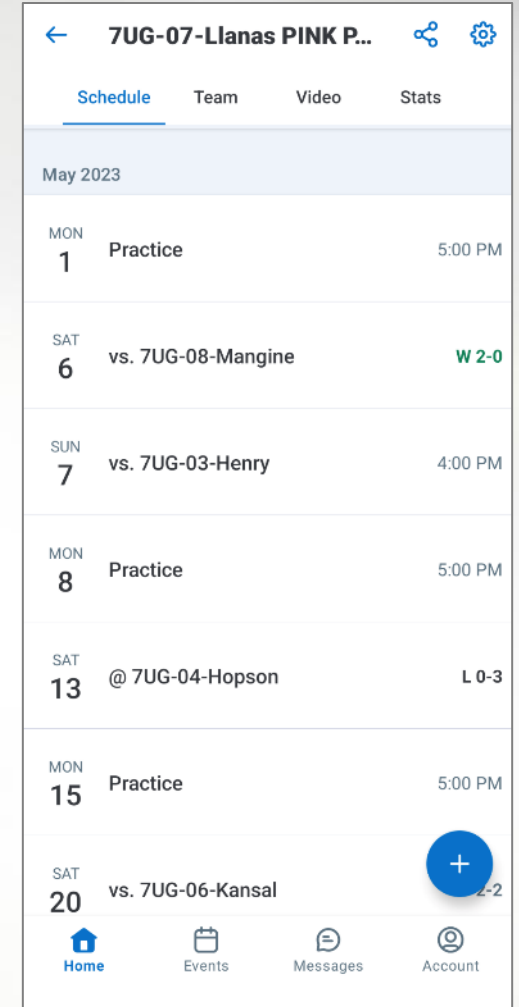 7UG-07-Llanas PINK P...
Schedule Team Video Stats
May 2023
MON
1
Practice
5:00 PM
SAT
6
vs. 7UG-08-Mangine
W 2-0
SUN
7
vs. 7UG-03-Henry
4:00 PM
MON
8
Practice
5:00 PM
SAT
13
@ 7UG-04-Hopson
L 0-3
MON
15
Practice
5:00 PM
SAT
20
vs. 7UG-06-Kansal
-2
Home Events Messages Account